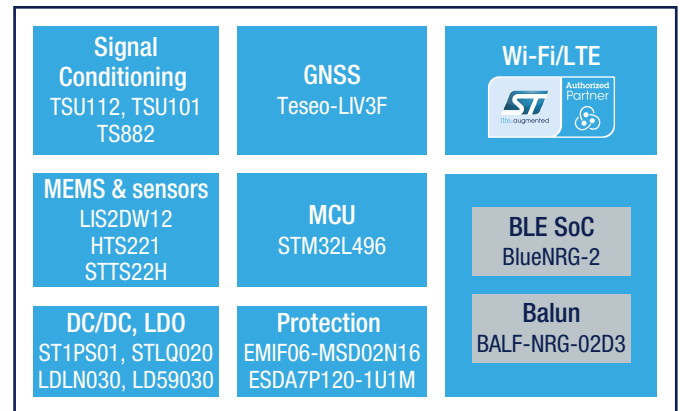 Signal
Conditioning
TSU112, TSU101
TS882
GNSS
Teseo-LIV3F
Wi-Fi/LTE
ST
life.augmented
Authorized
Partner
MEMS & sensors
LIS2DW12
HTS221
STTS22H
MCU
STM32L496
BLE SoC
BlueNRG-2
Balun
BALF-NRG-02D3
DC/DC, LDO
ST1PS01, STLQ020
LDLN030, LD59030
Protection
EMIF06-MSD02N16
ESDA7P120-1U1M